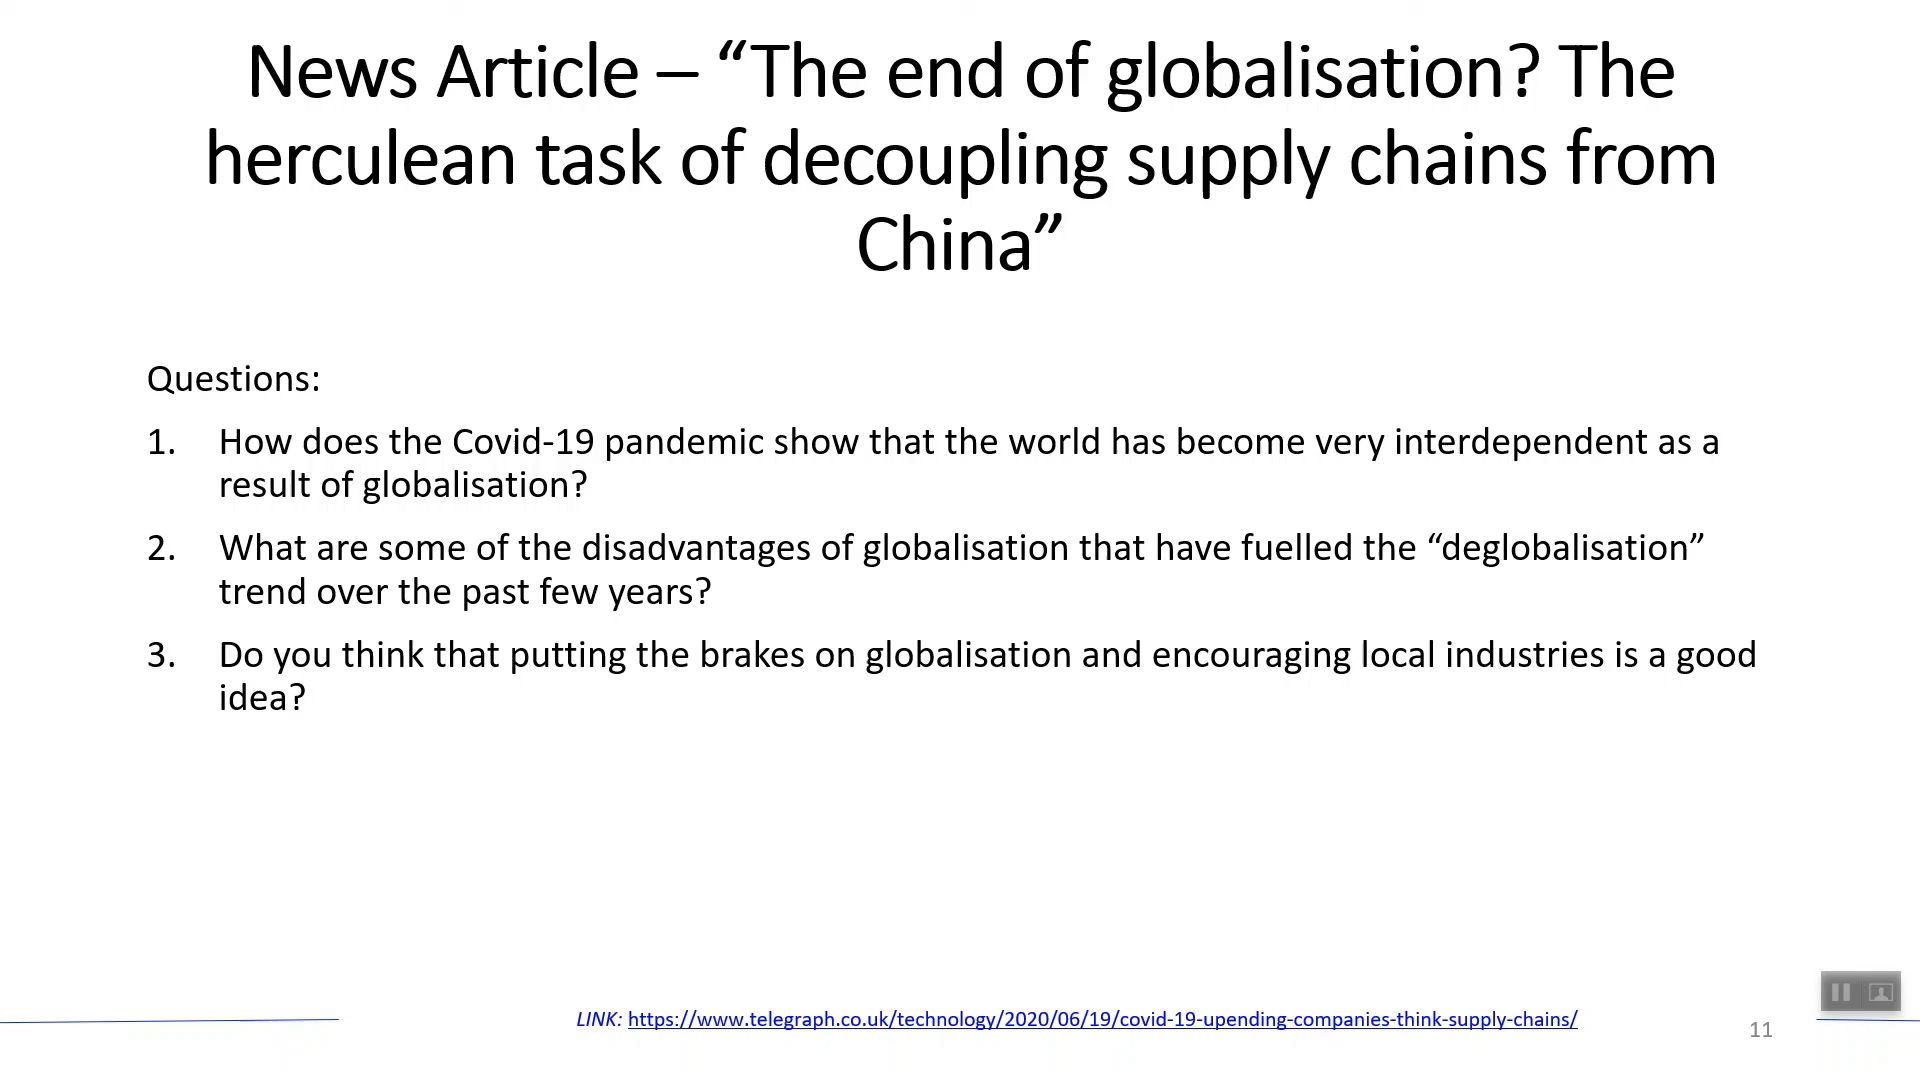 News Article – “The end of globalisation? The
herculean task of decoupling supply chains from
China”
Questions:
1. How does the Covid-19 pandemic show that the world has become very interdependent as a
result of globalisation?
2. What are some of the disadvantages of globalisation that have fuelled the “deglobalisation”
trend over the past few years?
3. Do you think that putting the brakes on globalisation and encouraging local industries is a good
idea?
LINK: https://www.telegraph.co.uk/technology/2020/06/19/covid-19-upending-companies-think-supply-chains/
11